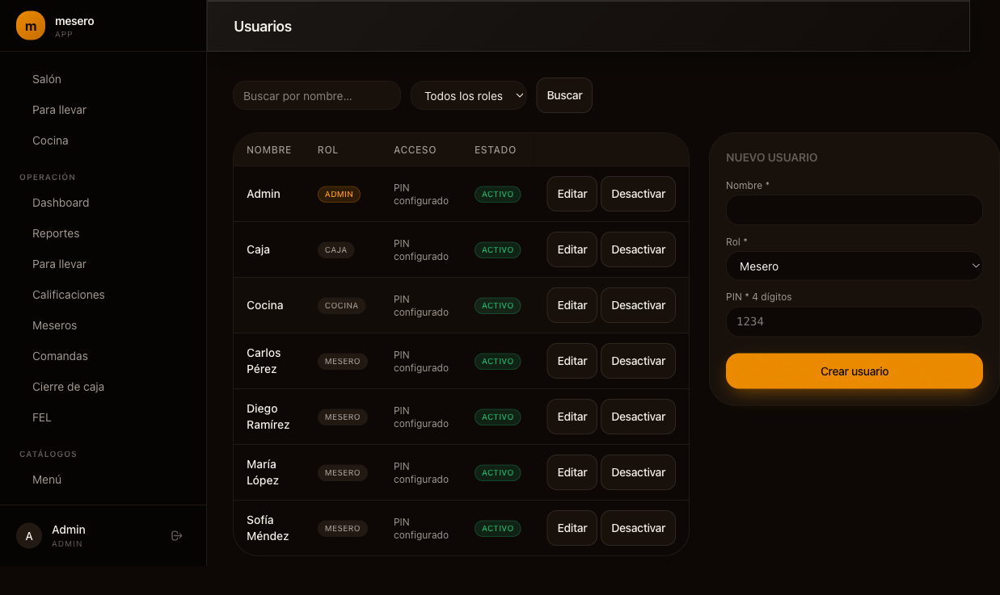 m
mesero
APP
Salón
Para llevar
Cocina
OPERACIÓN
Dashboard
Reportes
Para llevar
Calificaciones
Meseros
Comandas
Cierre de caja
FEL
CATÁLOGOS
Menú
A
Admin
ADMIN
Usuarios
Buscar por nombre... Todos los roles Buscar
NOMBRE ROL ACCESO ESTADO
Admin ADMIN PIN configurado ACTIVO Editar Desactivar
Caja CAJA PIN configurado ACTIVO Editar Desactivar
Cocina COCINA PIN configurado ACTIVO Editar Desactivar
Carlos Pérez MESERO PIN configurado ACTIVO Editar Desactivar
Diego Ramírez MESERO PIN configurado ACTIVO Editar Desactivar
María López MESERO PIN configurado ACTIVO Editar Desactivar
Sofía Méndez MESERO PIN configurado ACTIVO Editar Desactivar
NUEVO USUARIO
Nombre *
Rol *
Mesero
PIN * 4 dígitos
1234
Crear usuario